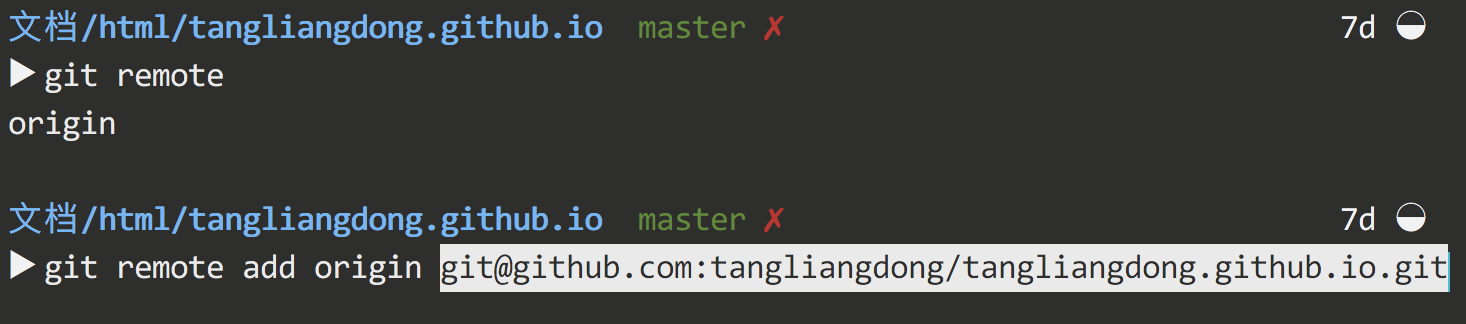 文档/html/tangliangdong.github.io master ✗ 7d
▶git remote
origin
文档/html/tangliangdong.github.io master ✗ 7d
▶git remote add origin git@github.com:tangliangdong/tangliangdong.github.io.git